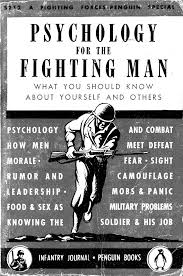 S212 A FIGHTING FORCES-PENGUIN SPECIAL
PSYCHOLOGY
FOR THE
FIGHTING MAN
WHAT YOU SHOULD KNOW
ABOUT YOURSELF AND OTHERS
PSYCHOLOGY AND COMBAT
HOW MEN MEET DEFEAT
MORALE · FEAR · SIGHT
RUMOR AND CAMOUFLAGE
LEADERSHIP · MOBS & PANIC
FOOD & SEX AS MILITARY PROBLEMS
KNOWING THE SOLDIER & HIS JOB
INFANTRY JOURNAL · PENGUIN BOOKS